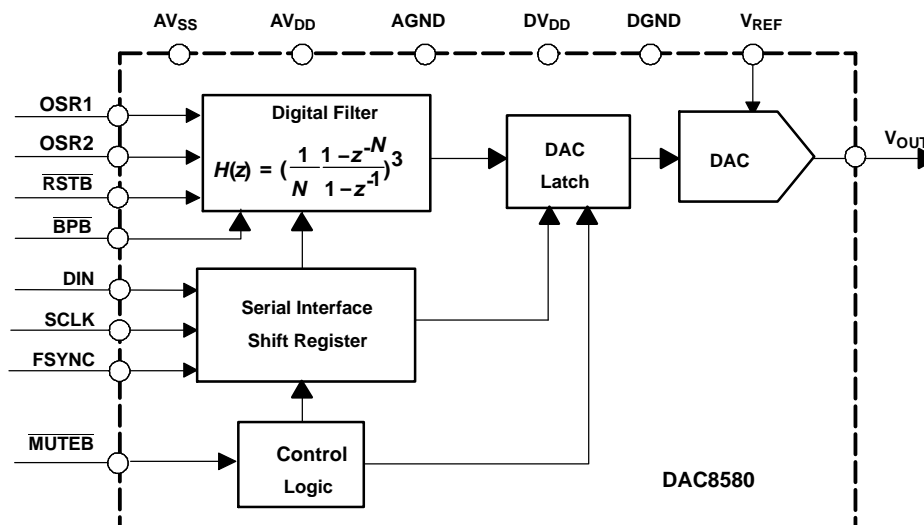 AVSS AVDD AGND DVDD DGND VREF
OSR1
OSR2
RSTB
BPB
DIN
SCLK
FSYNC
MUTEB
Digital Filter
H(z) = (1/N 1−z^-N/1−z^-1)^3
DAC
Latch
DAC
VOUT
Serial Interface
Shift Register
Control
Logic
DAC8580